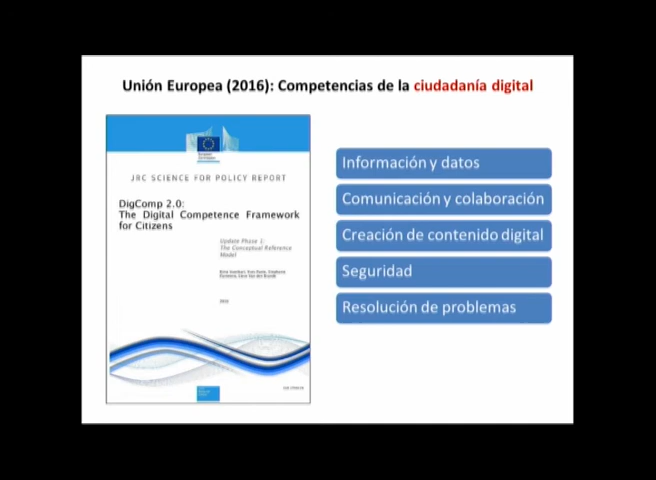 Unión Europea (2016): Competencias de la ciudadanía digital
JRC SCIENCE FOR POLICY REPORT
DigComp 2.0:
The Digital Competence Framework
for Citizens
Update Phase 1:
The Conceptual Reference
Model
2016
Información y datos
Comunicación y colaboración
Creación de contenido digital
Seguridad
Resolución de problemas